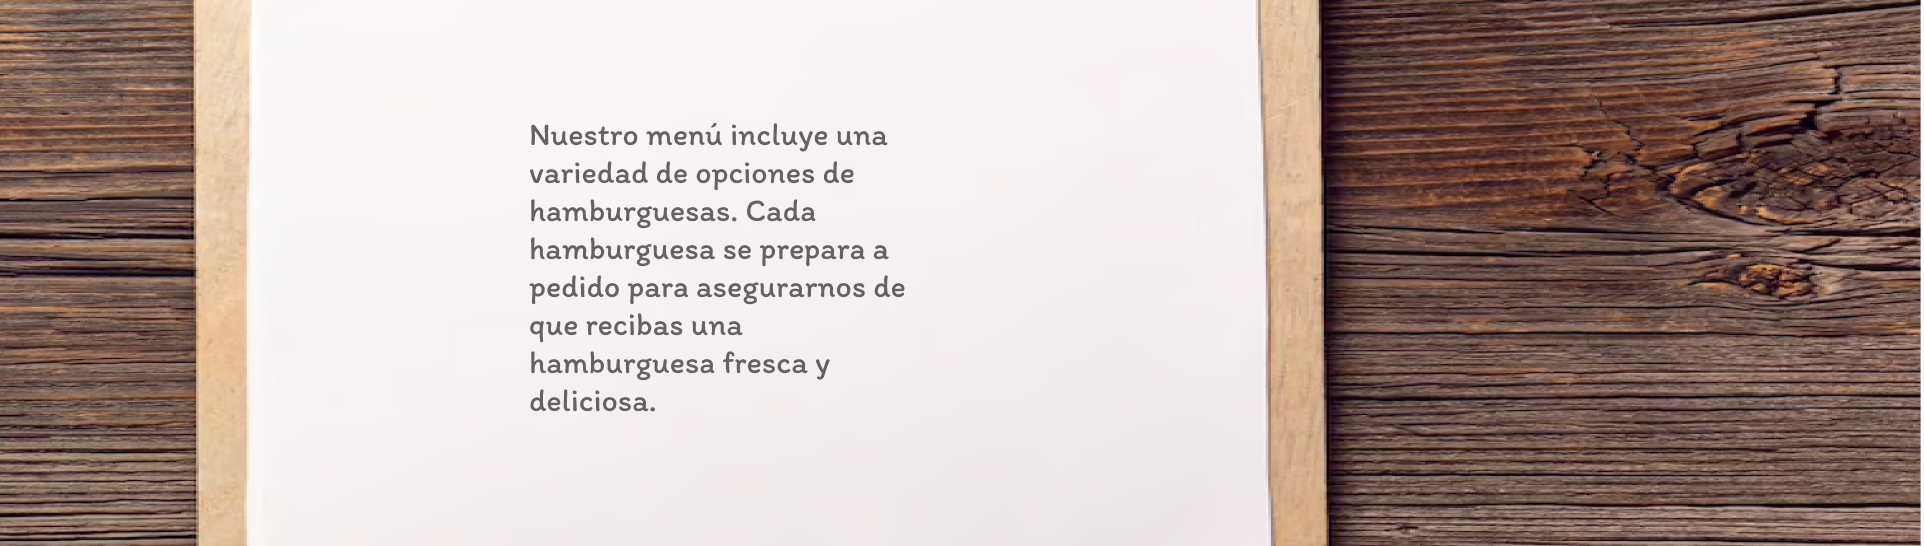 Nuestro menú incluye una
variedad de opciones de
hamburguesas. Cada
hamburguesa se prepara a
pedido para asegurarnos de
que recibas una
hamburguesa fresca y
deliciosa.